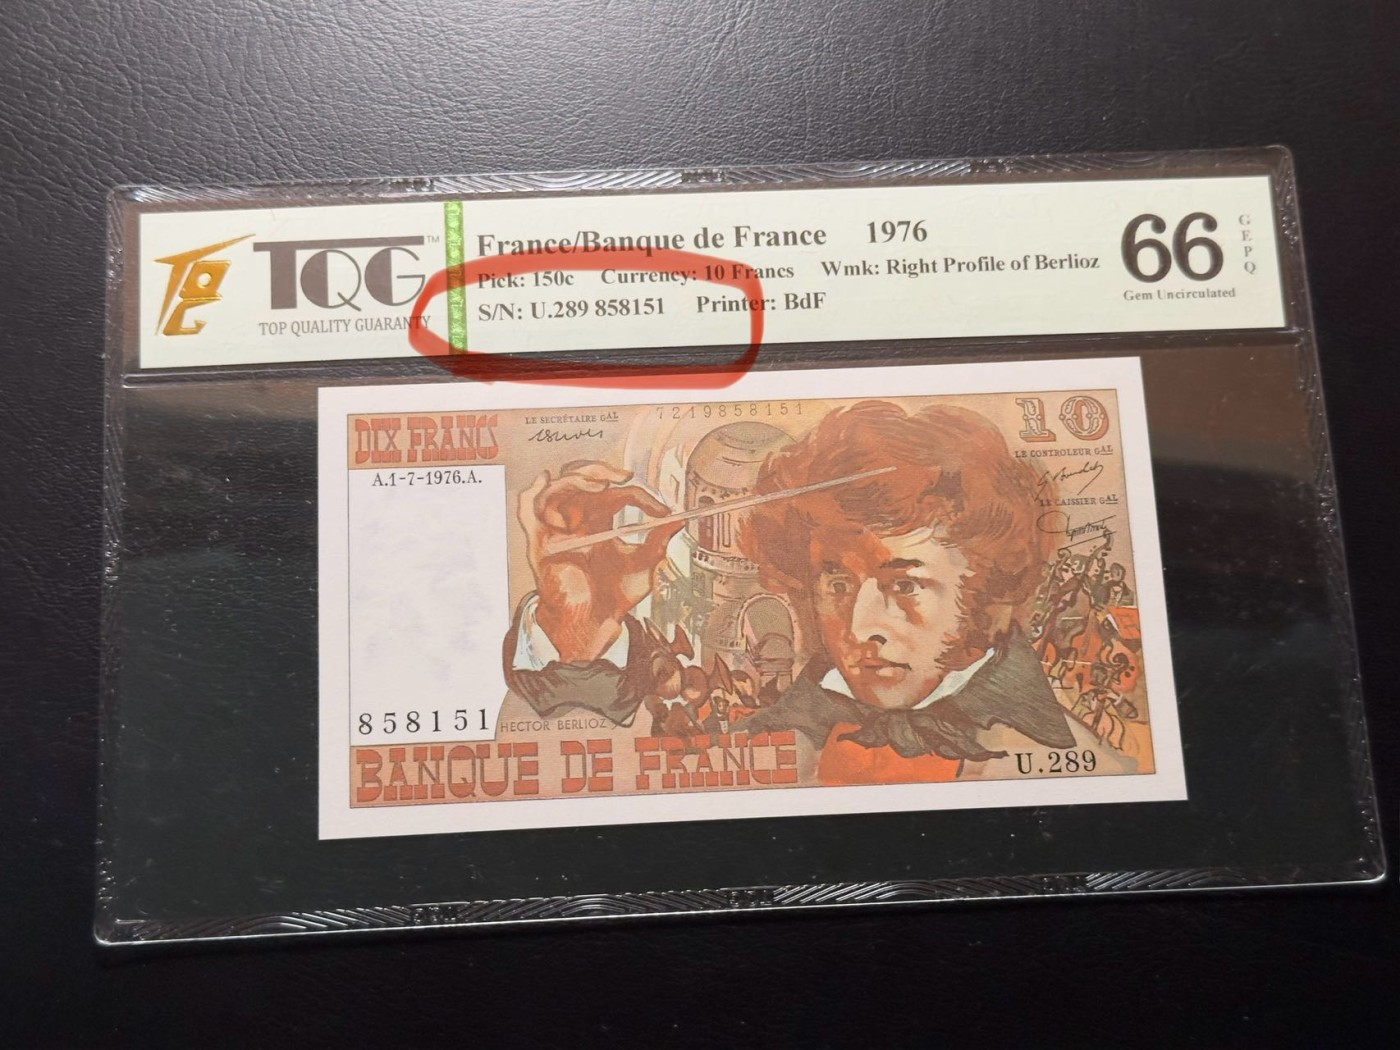 TQG™
TOP QUALITY GUARANTY
France/Banque de France 1976
Pick: 150c Currency: 10 Francs Wmk: Right Profile of Berlioz
S/N: U.289 858151 Printer: BdF
66
GEPQ
Gem Uncirculated
DIX FRANCS
LE SECRÉTAIRE GAL
7219858151
10
LE CONTROLEUR GAL
A.1-7-1976.A.
LE CAISSIER GAL
858151
HECTOR BERLIOZ
BANQUE DE FRANCE
U.289